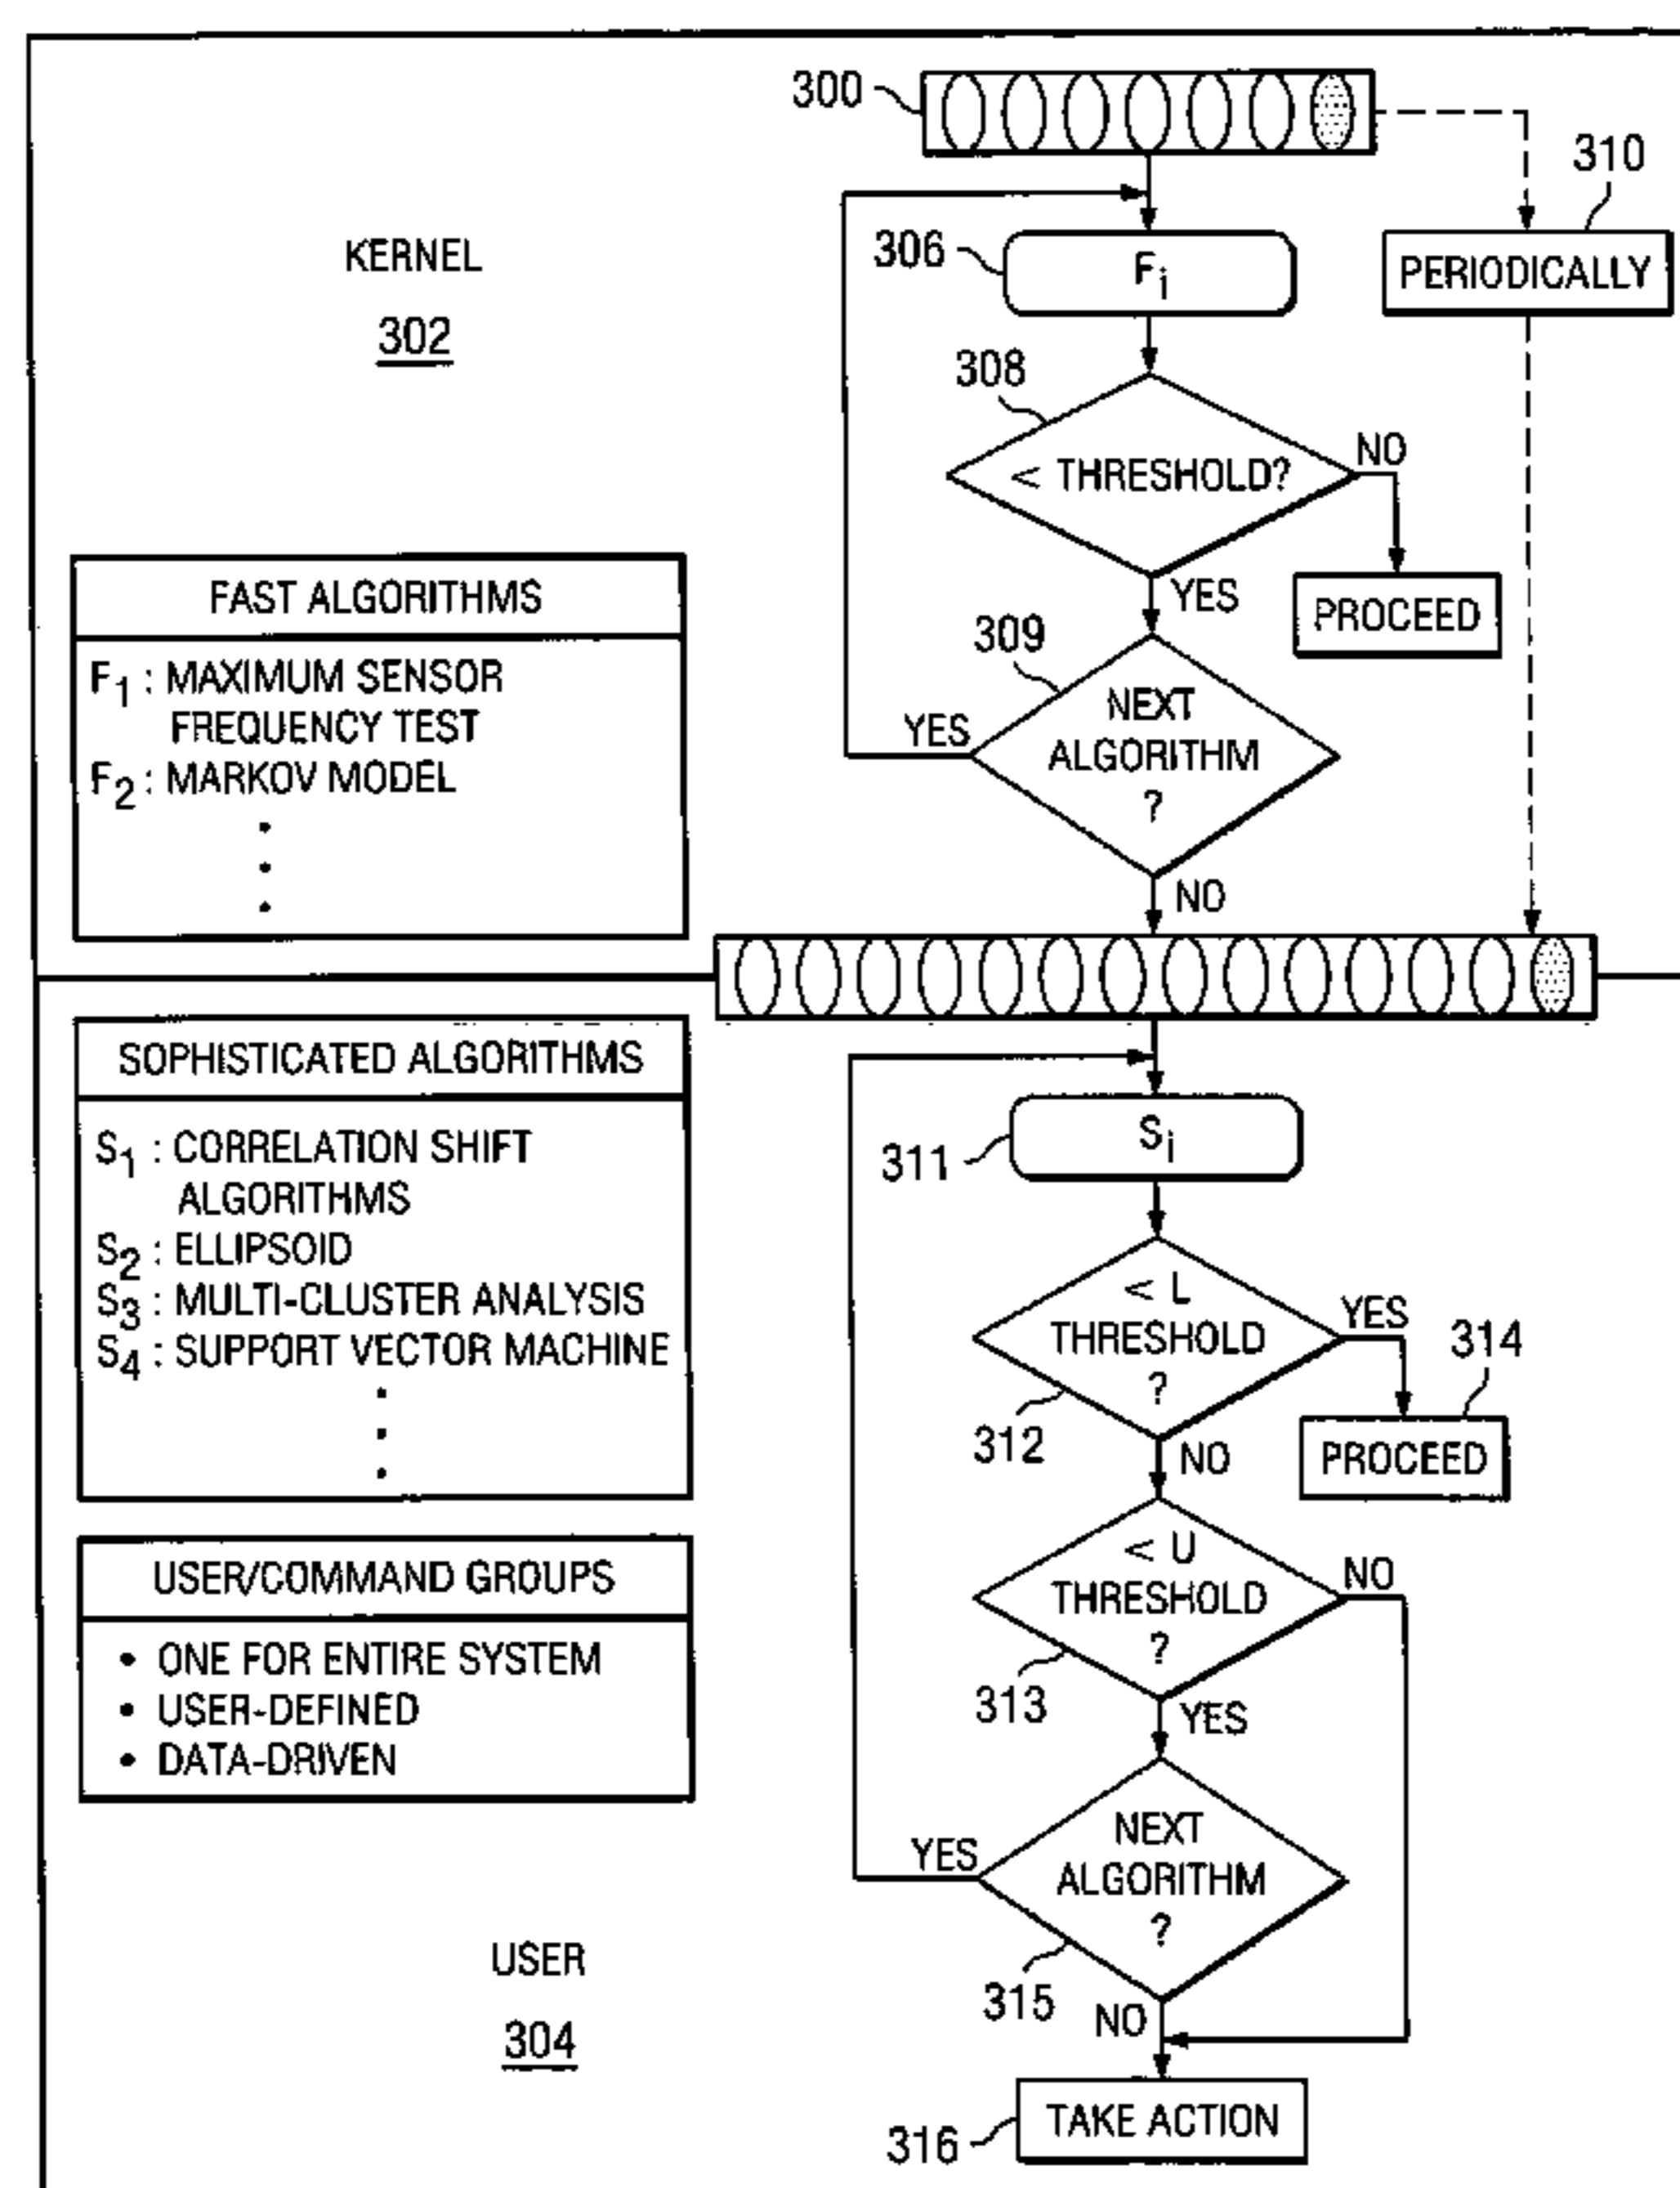 300
310
KERNEL
302
306
Fi
PERIODICALLY
308
< THRESHOLD?
NO
YES
PROCEED
FAST ALGORITHMS
F1 : MAXIMUM SENSOR
FREQUENCY TEST
F2 : MARKOV MODEL
309
NEXT
ALGORITHM
?
YES
NO
SOPHISTICATED ALGORITHMS
S1 : CORRELATION SHIFT
ALGORITHMS
S2 : ELLIPSOID
S3 : MULTI-CLUSTER ANALYSIS
S4 : SUPPORT VECTOR MACHINE
311
Si
< L
THRESHOLD
?
YES
312
NO
314
PROCEED
USER/COMMAND GROUPS
• ONE FOR ENTIRE SYSTEM
• USER-DEFINED
• DATA-DRIVEN
< U
THRESHOLD
?
NO
313
YES
NEXT
ALGORITHM
?
YES
315
NO
USER
304
316
TAKE ACTION